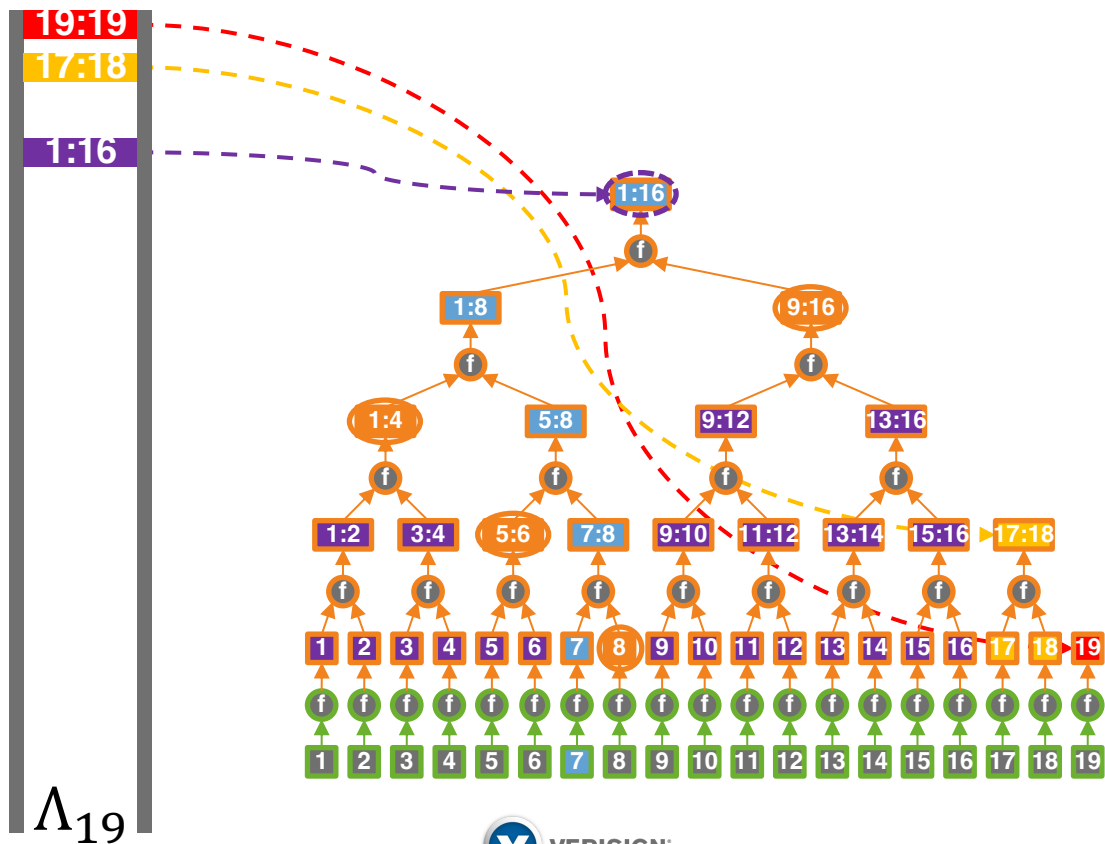 19:19
17:18
1:16
1:16
f
1:8 9:16
f f
1:4 5:8 9:12 13:16
f f f f
1:2 3:4 5:6 7:8 9:10 11:12 13:14 15:16 17:18
f f f f f f f f f
1 2 3 4 5 6 7 8 9 10 11 12 13 14 15 16 17 18 19
f f f f f f f f f f f f f f f f f f f
1 2 3 4 5 6 7 8 9 10 11 12 13 14 15 16 17 18 19
Λ19
VERISIGN